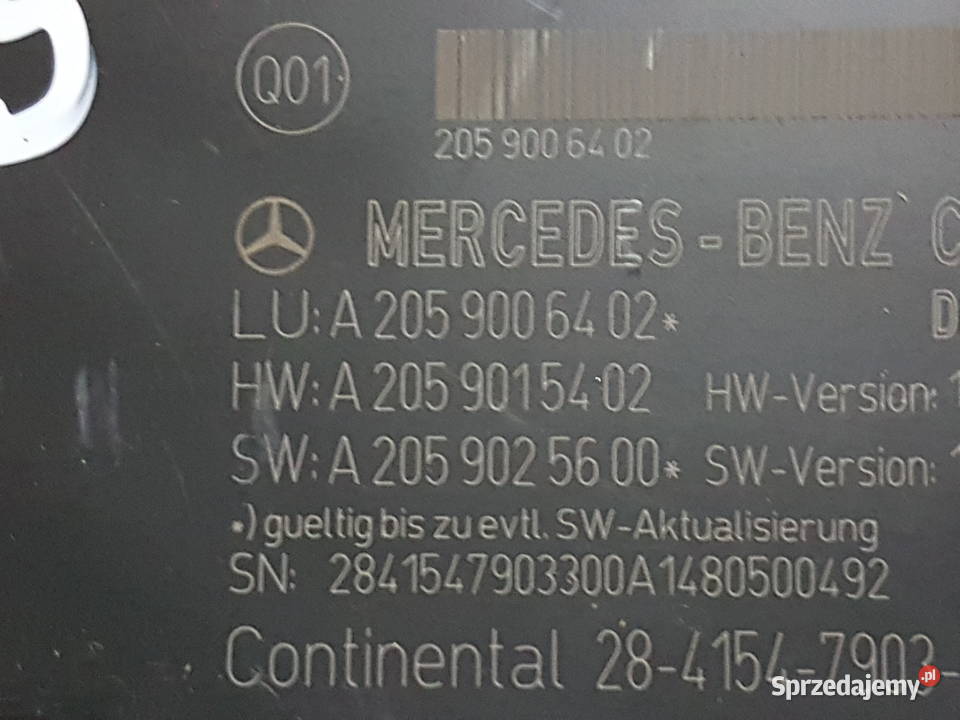 Q01
205 900 64 02
MERCEDES-BENZ C
LU: A 205 900 64 02* D
HW: A 205 901 54 02 HW-Version: 1
SW: A 205 902 56 00* SW-Version: 1
*) gueltig bis zu evtl. SW-Aktualisierung
SN: 2841547903300A1480500492
Continental 28-4154-7903-
Sprzedajemy.pl